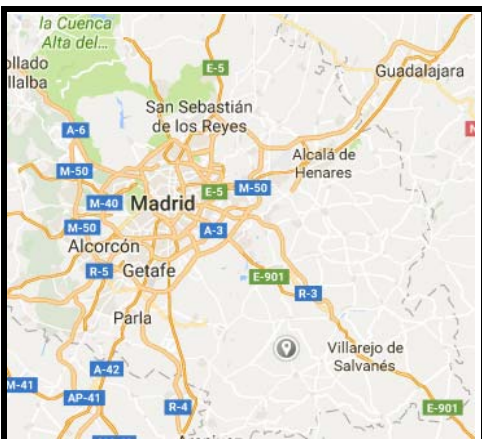 la Cuenca
Alta del...
ollado
llalba
E-5
Guadalajara
San Sebastián
de los Reyes
A-6
N
Alcalá de
Henares
M-50
E-5
M-50
M-40
Madrid
M-50
A-3
Alcorcón
R-5
Getafe
E-901
R-3
Parla
Villarejo de
Salvanés
A-42
M-41
AP-41
R-4
E-901